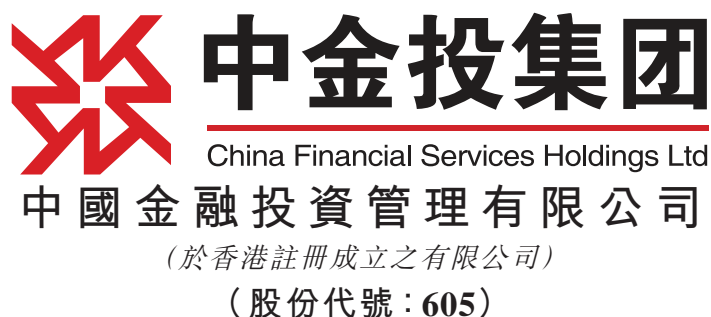 中金投集团
China Financial Services Holdings Ltd
中國金融投資管理有限公司
(於香港註冊成立之有限公司)
(股份代號：605)